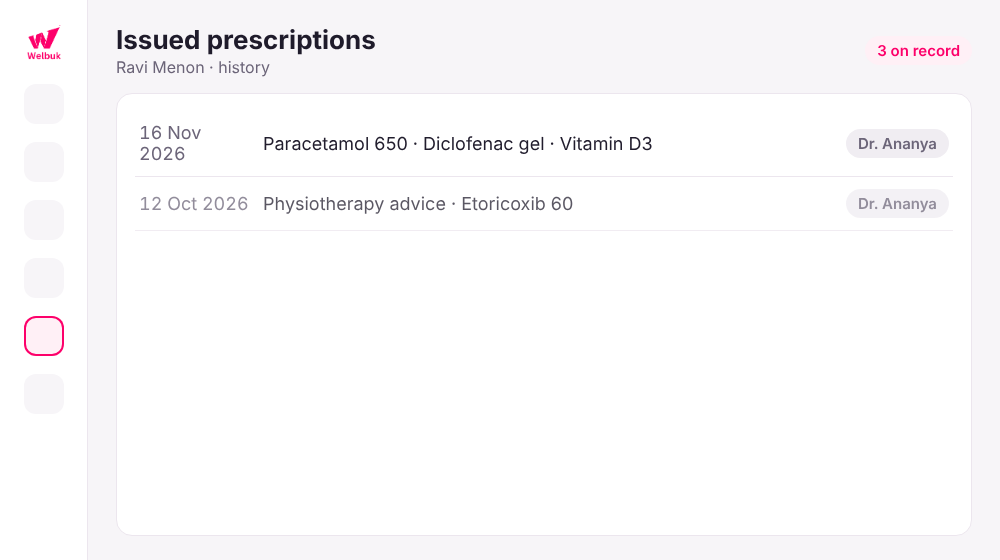 Welbuk
Issued prescriptions
Ravi Menon · history
3 on record
16 Nov
2026
Paracetamol 650 · Diclofenac gel · Vitamin D3
Dr. Ananya
12 Oct 2026
Physiotherapy advice · Etoricoxib 60
Dr. Ananya